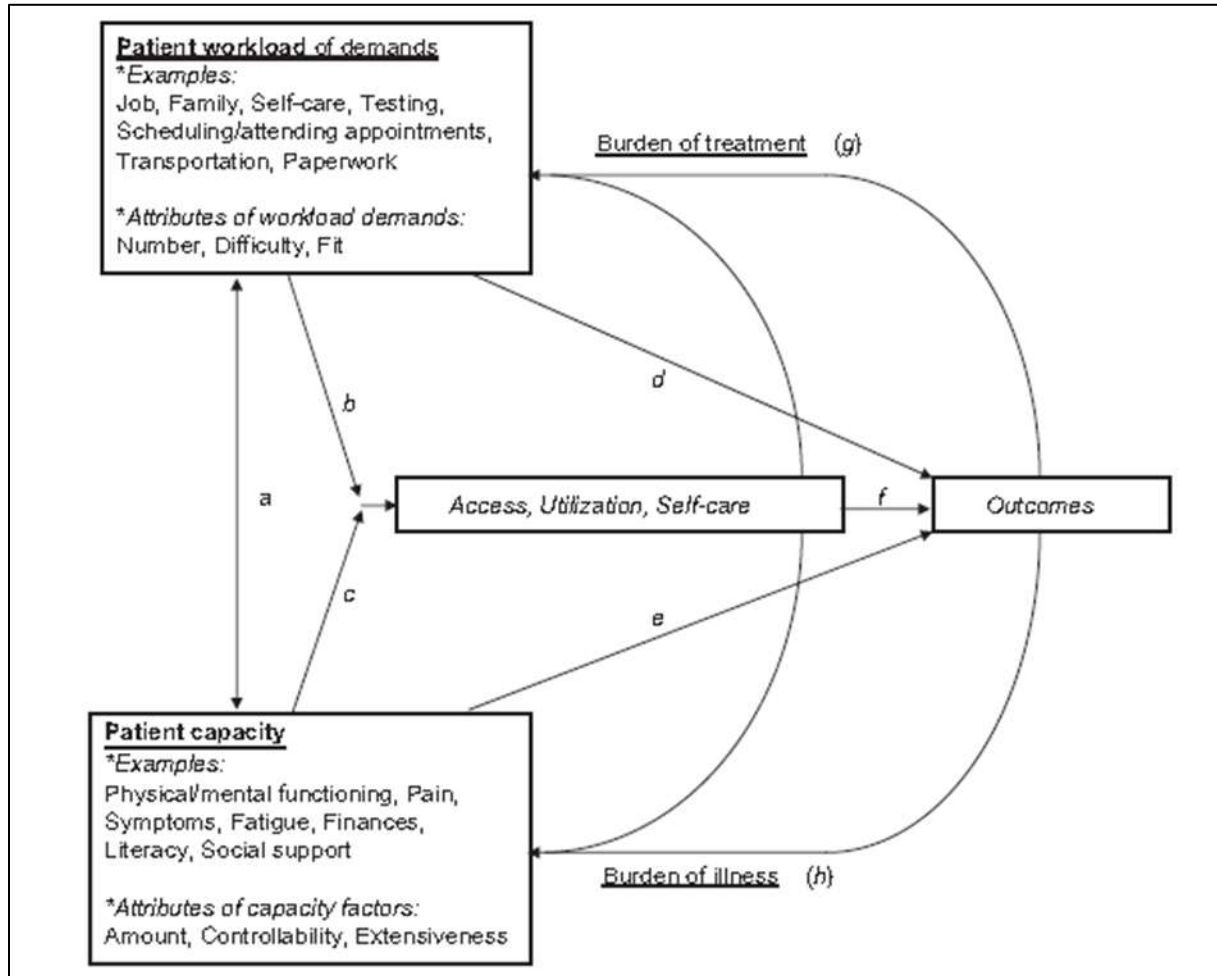 Patient workload of demands
*Examples:
Job, Family, Self-care, Testing,
Scheduling/attending appointments,
Transportation, Paperwork
*Attributes of workload demands:
Number, Difficulty, Fit
Burden of treatment (g)
b
d
a
Access, Utilization, Self-care
f
Outcomes
c
e
Patient capacity
*Examples:
Physical/mental functioning, Pain,
Symptoms, Fatigue, Finances,
Literacy, Social support
*Attributes of capacity factors:
Amount, Controllability, Extensiveness
Burden of illness (h)